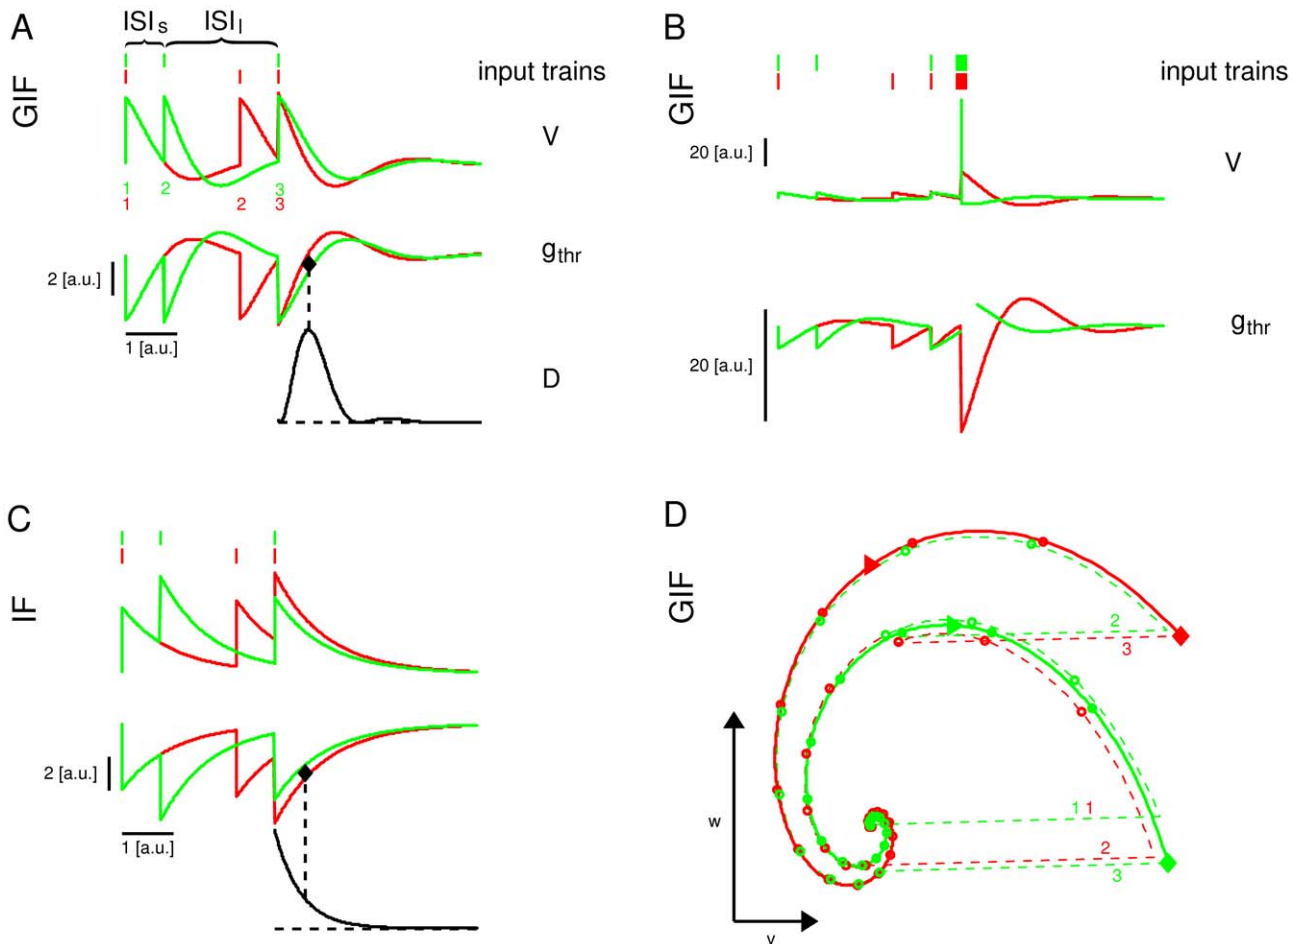 A
ISI s
ISI l
GIF
input trains
V
1
2
3
1
2
3
g thr
2 [a.u.]
1 [a.u.]
D
B
GIF
input trains
20 [a.u.]
V
20 [a.u.]
g thr
C
IF
2 [a.u.]
1 [a.u.]
D
GIF
2
3
1 1
2
3
w
v